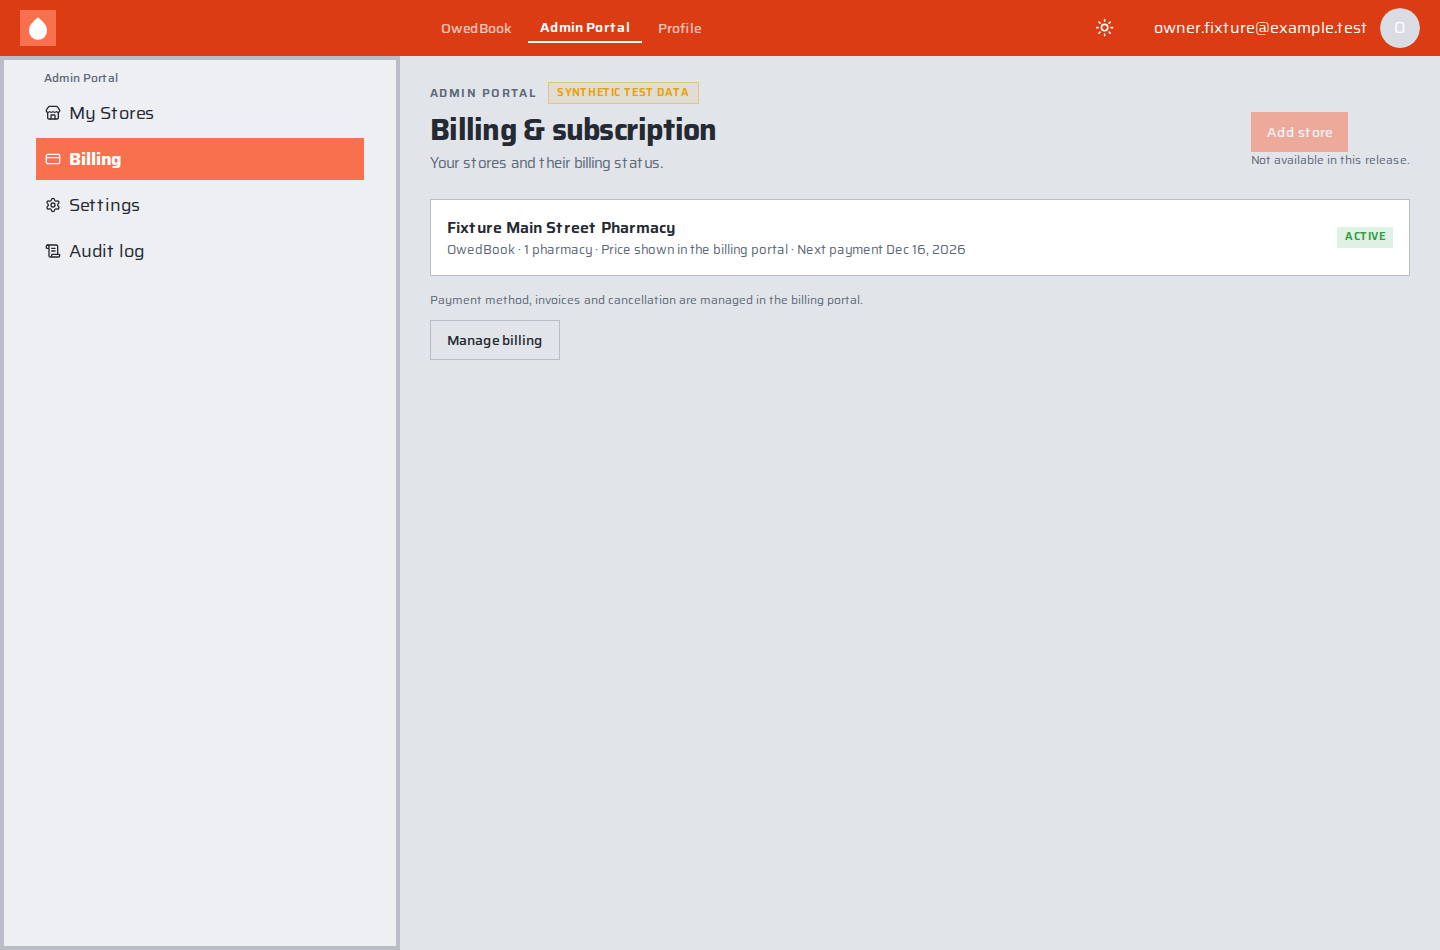 OwedBook
Admin Portal
Profile
owner.fixture@example.test
O
Admin Portal
My Stores
Billing
Settings
Audit log
ADMIN PORTAL
SYNTHETIC TEST DATA
Billing & subscription
Your stores and their billing status.
Add store
Not available in this release.
Fixture Main Street Pharmacy
OwedBook · 1 pharmacy · Price shown in the billing portal · Next payment Dec 16, 2026
ACTIVE
Payment method, invoices and cancellation are managed in the billing portal.
Manage billing